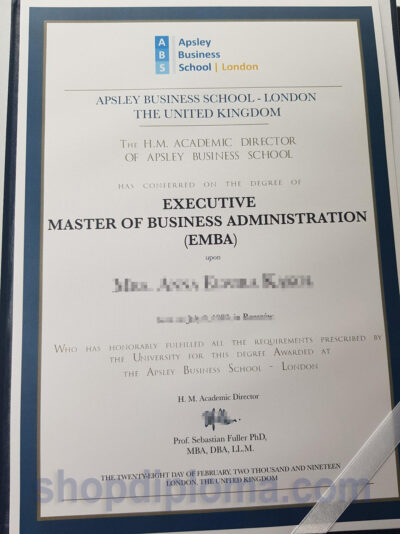 ABS Apsley
Business
School | London
APSLEY BUSINESS SCHOOL - LONDON
THE UNITED KINGDOM
THE H.M. ACADEMIC DIRECTOR
OF APSLEY BUSINESS SCHOOL
HAS CONFERRED ON THE DEGREE OF
EXECUTIVE
MASTER OF BUSINESS ADMINISTRATION
(EMBA)
upon
WHO HAS HONORABLY FULFILLED ALL THE REQUIREMENTS PRESCRIBED BY
THE UNIVERSITY FOR THIS DEGREE AWARDED AT
THE APSLEY BUSINESS SCHOOL - LONDON
H. M. Academic Director
Prof. Sebastian Fuller PhD,
MBA, DBA, LL.M.
THE TWENTY-EIGHT DAY OF FEBRUARY, TWO THOUSAND AND NINETEEN
LONDON, THE UNITED KINGDOM
shopdiploma.com